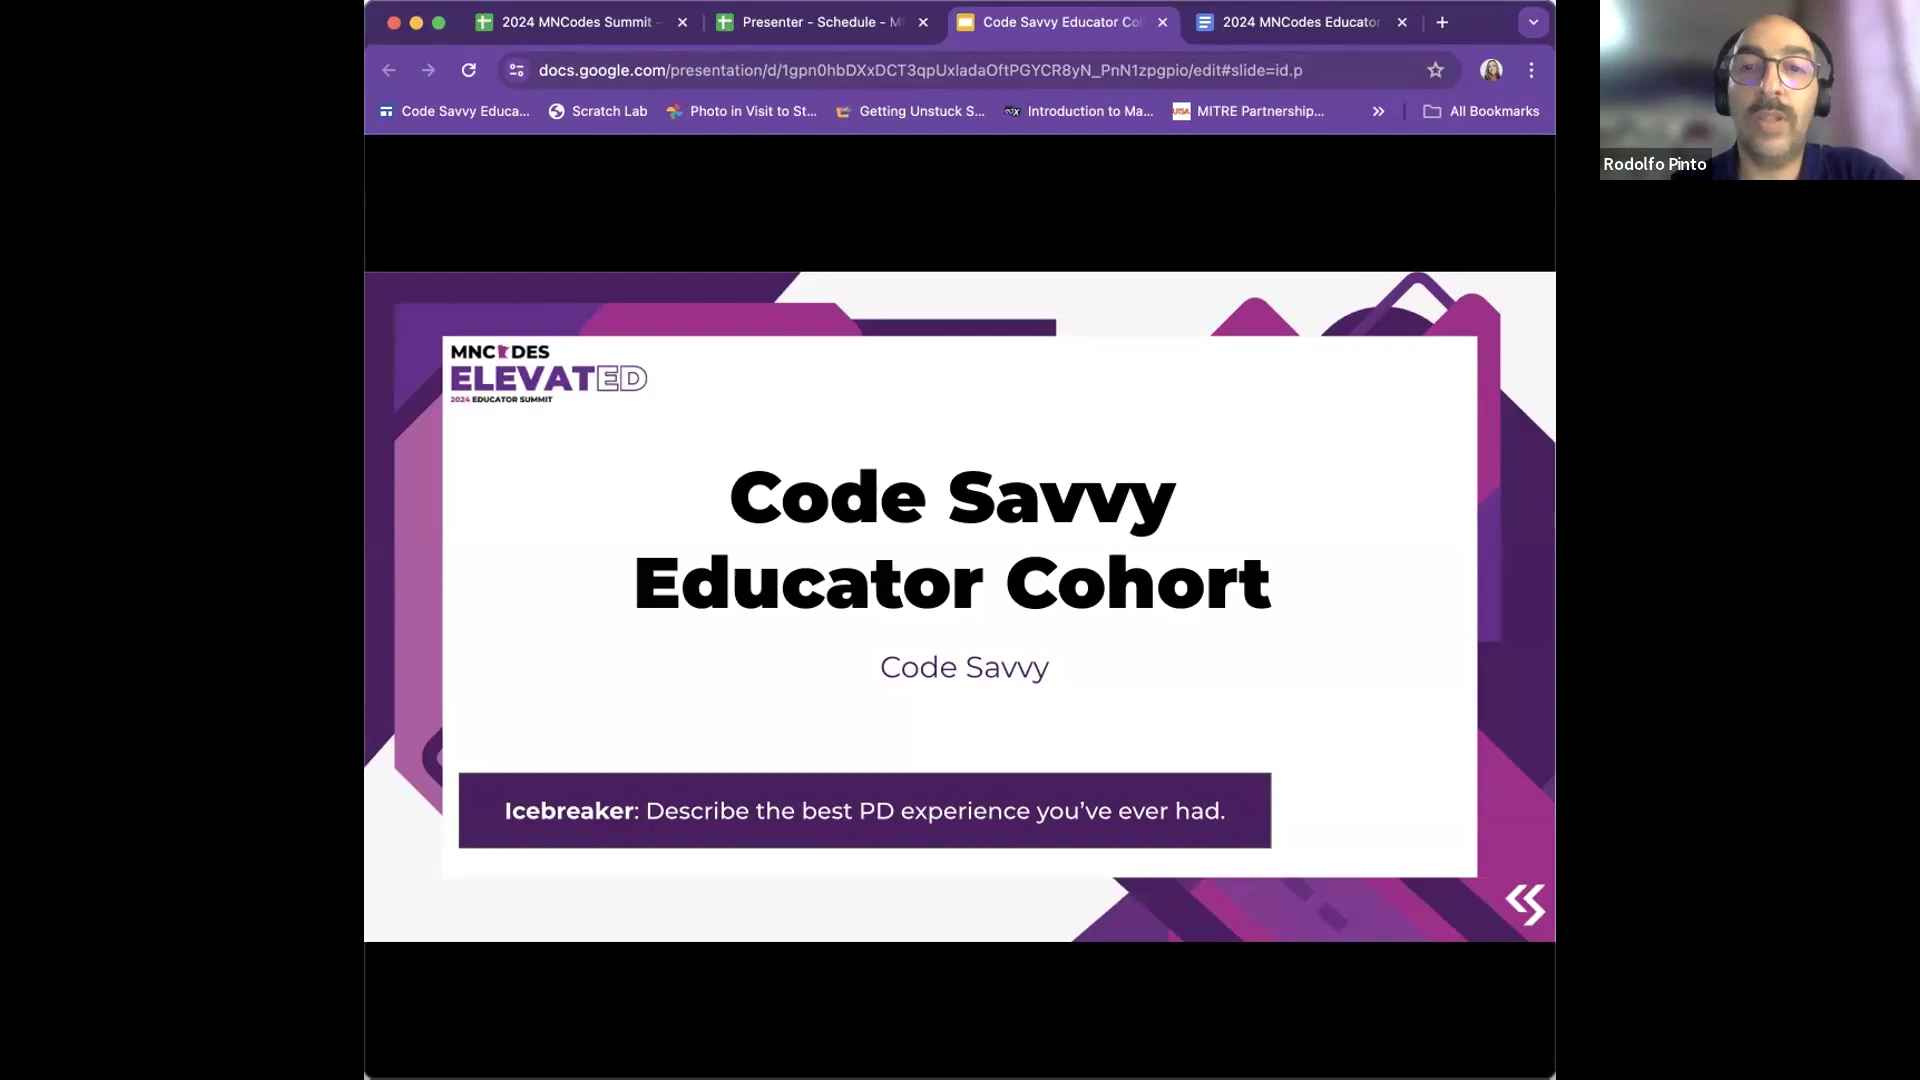 2024 MNCodes Summit -
Presenter - Schedule - M
Code Savvy Educator Co
2024 MNCodes Educator
docs.google.com/presentation/d/1gpn0hbDXxDCT3qpUxladaOftPGYCR8yN_PnN1zpgpio/edit#slide=id.p
Code Savvy Educa...
Scratch Lab
Photo in Visit to St...
Getting Unstuck S...
edX
Introduction to Ma...
UTSA
MITRE Partnership...
All Bookmarks
Rodolfo Pinto
MNCODES
ELEVATED
2024 EDUCATOR SUMMIT
Code Savvy
Educator Cohort
Code Savvy
Icebreaker: Describe the best PD experience you’ve ever had.